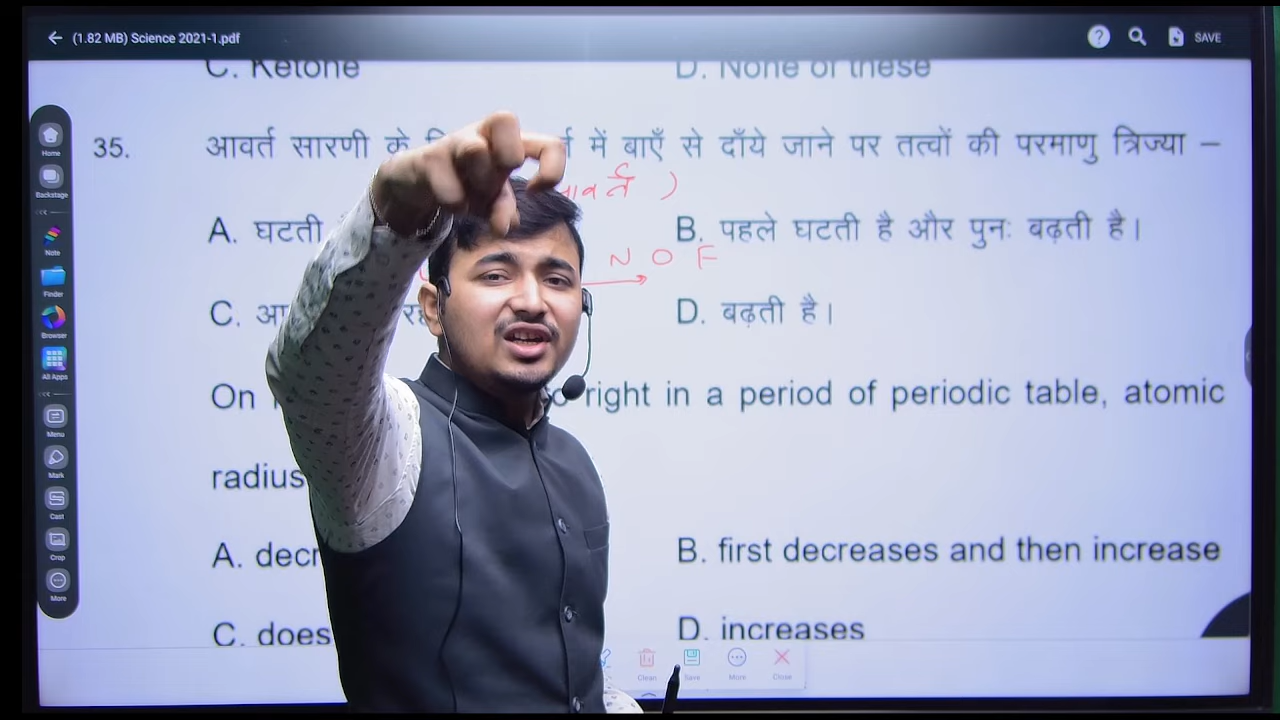 (1.82 MB) Science 2021-1.pdf
SAVE
C. Ketone D. None of these
35. आवर्त सारणी के में बाएँ से दाँये जाने पर तत्वों की परमाणु त्रिज्या –
A. घटती B. पहले घटती है और पुनः बढ़ती है।
N O F
C. D. बढ़ती है।
On right in a period of periodic table, atomic
radius
A. B. first decreases and then increase
C. does D. increases
Home
Backstage
Note
Finder
Browser
All Apps
Menu
Mark
Cast
Crop
More
Clean Save More Close